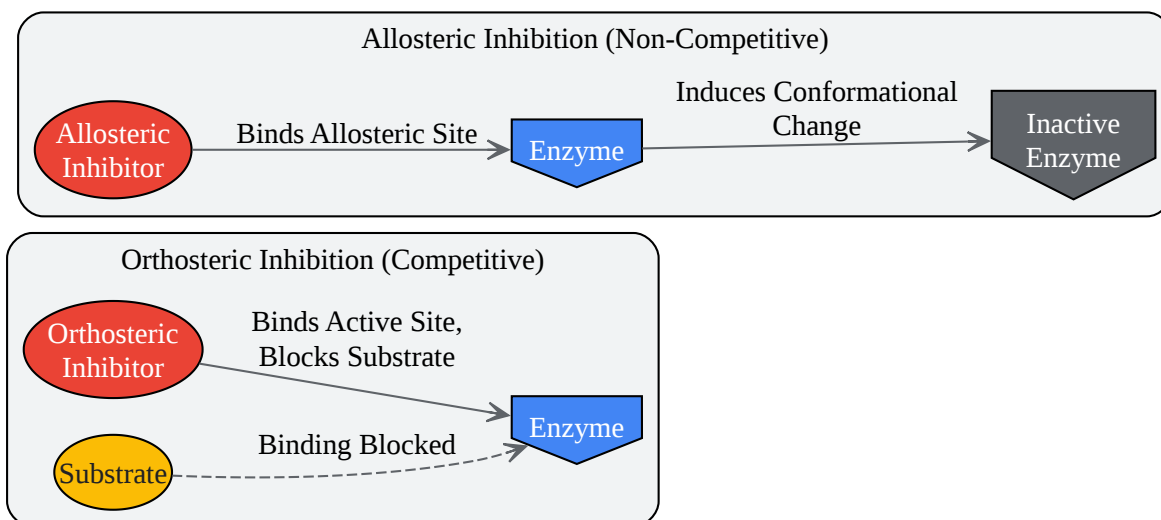 Allosteric Inhibition (Non-Competitive)
Allosteric
Inhibitor
Binds Allosteric Site
Enzyme
Induces Conformational
Change
Inactive
Enzyme
Orthosteric Inhibition (Competitive)
Orthosteric
Inhibitor
Binds Active Site,
Blocks Substrate
Enzyme
Binding Blocked
Substrate